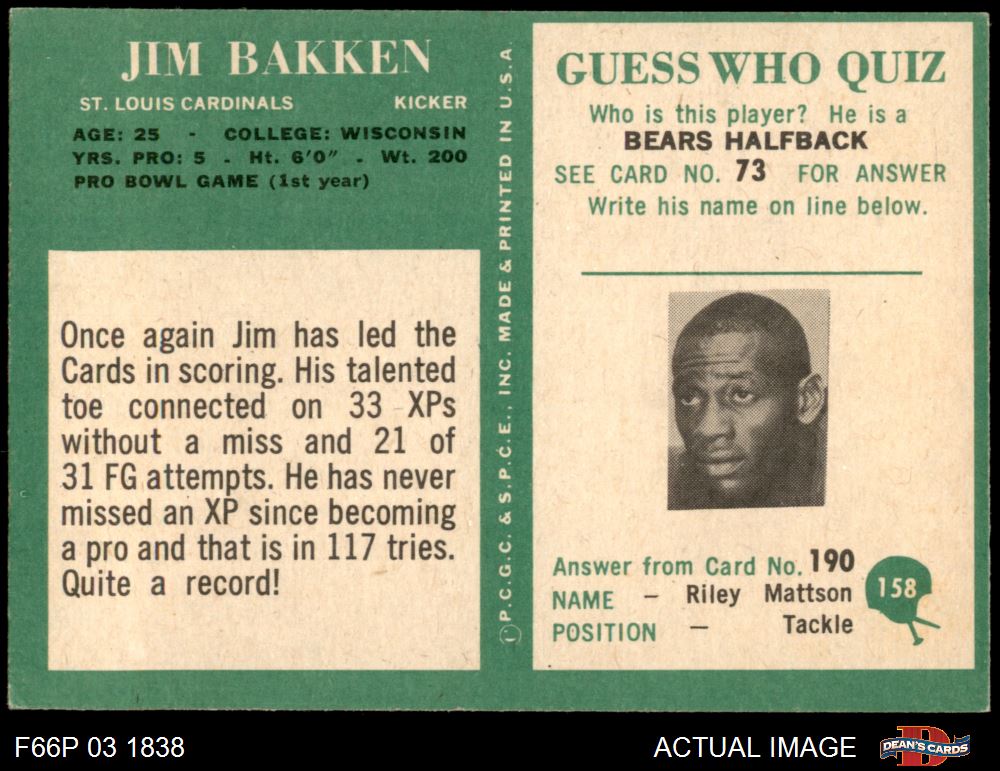 JIM BAKKEN
ST. LOUIS CARDINALS KICKER
AGE: 25 - COLLEGE: WISCONSIN
YRS. PRO: 5 - Ht. 6'0" - Wt. 200
PRO BOWL GAME (1st year)
Once again Jim has led the
Cards in scoring. His talented
toe connected on 33 XPs
without a miss and 21 of
31 FG attempts. He has never
missed an XP since becoming
a pro and that is in 117 tries.
Quite a record!
©P.C.G.C. & S.P.C.E., INC. MADE & PRINTED IN U.S.A.
GUESS WHO QUIZ
Who is this player? He is a
BEARS HALFBACK
SEE CARD NO. 73 FOR ANSWER
Write his name on line below.
Answer from Card No. 190
NAME – Riley Mattson
POSITION – Tackle
158
F66P 03 1838
ACTUAL IMAGE
DEAN'S CARDS